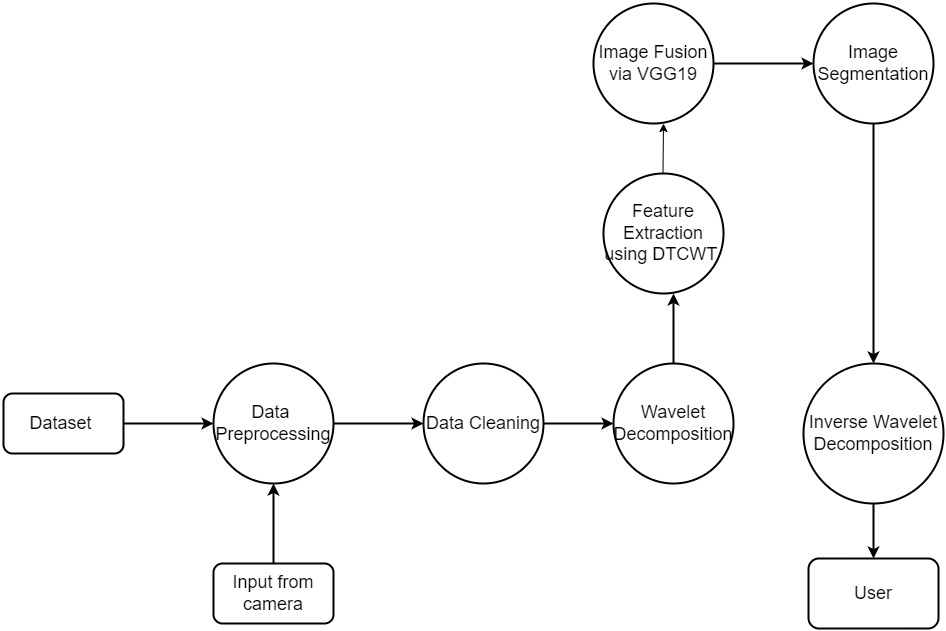 Image Fusion
via VGG19
Image
Segmentation
Feature
Extraction
using DTCWT
Dataset
Data
Preprocessing
Data Cleaning
Wavelet
Decomposition
Inverse Wavelet
Decomposition
Input from
camera
User